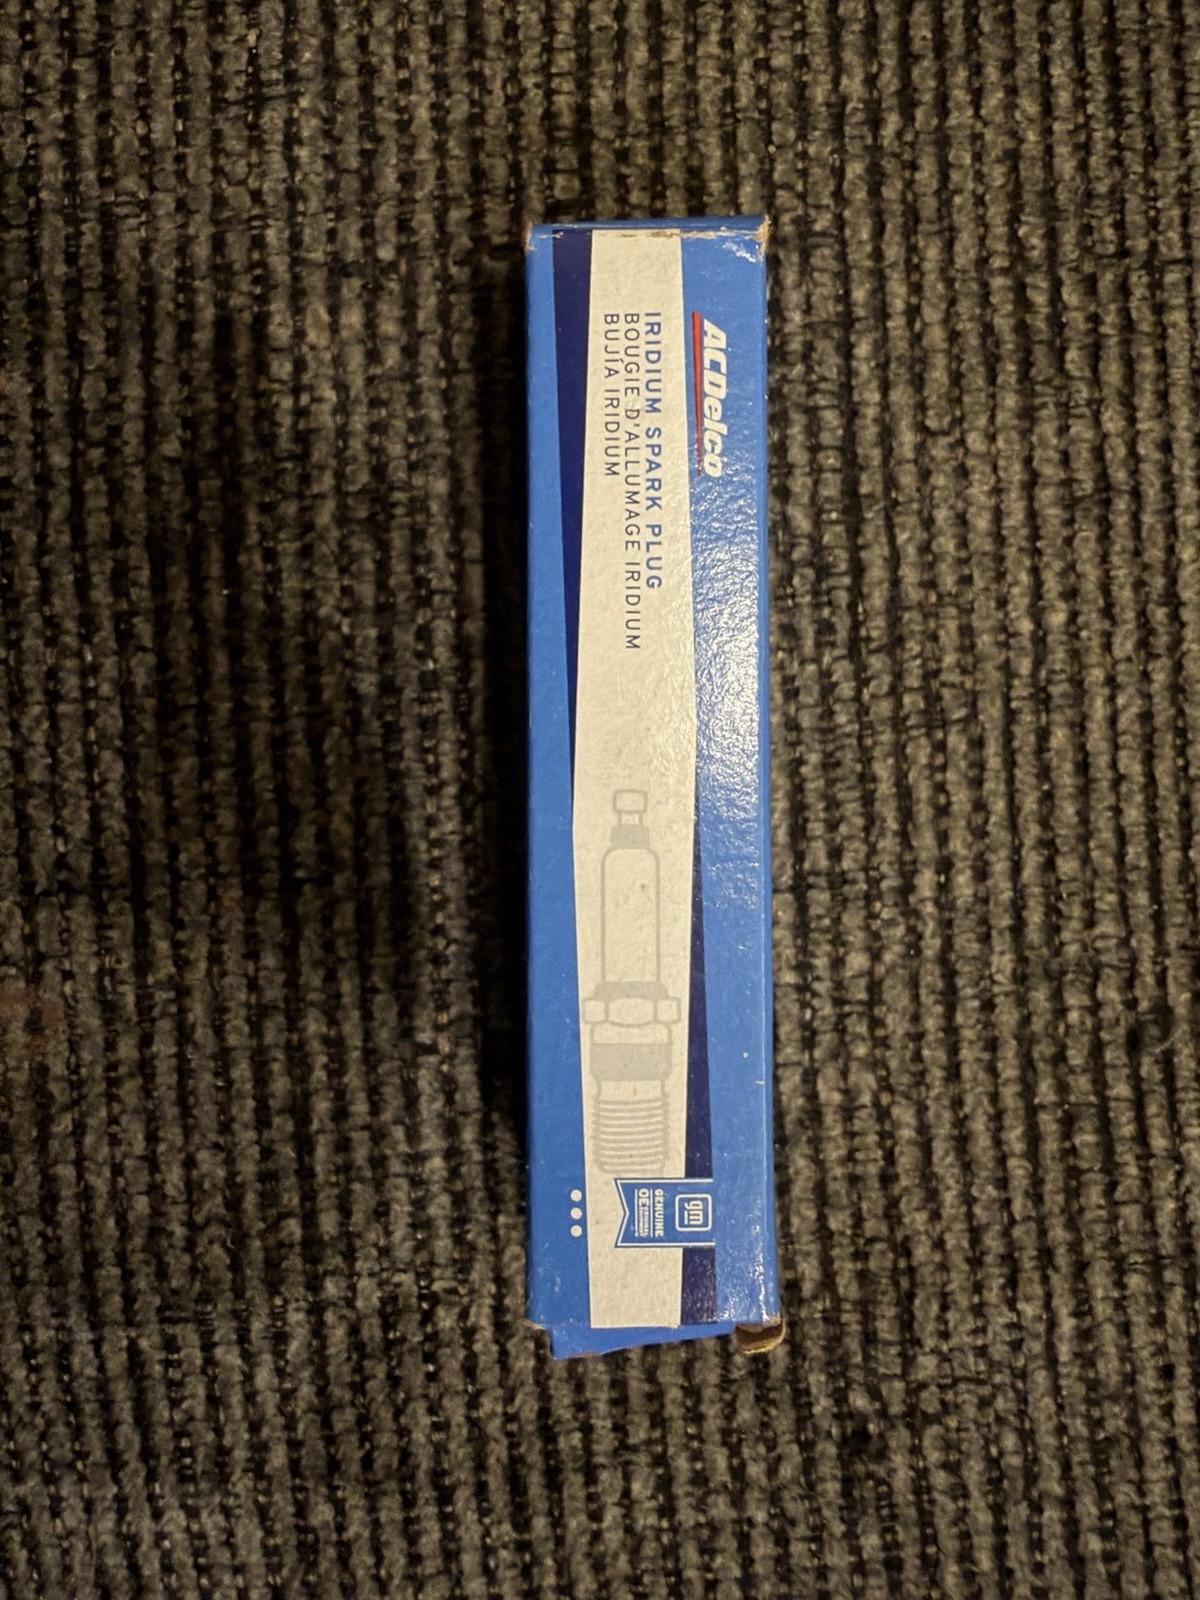 ACDelco
IRIDIUM SPARK PLUG
BOUGIE D'ALLUMAGE IRIDIUM
BUJÍA IRIDIUM
gm
GENUINE
OE